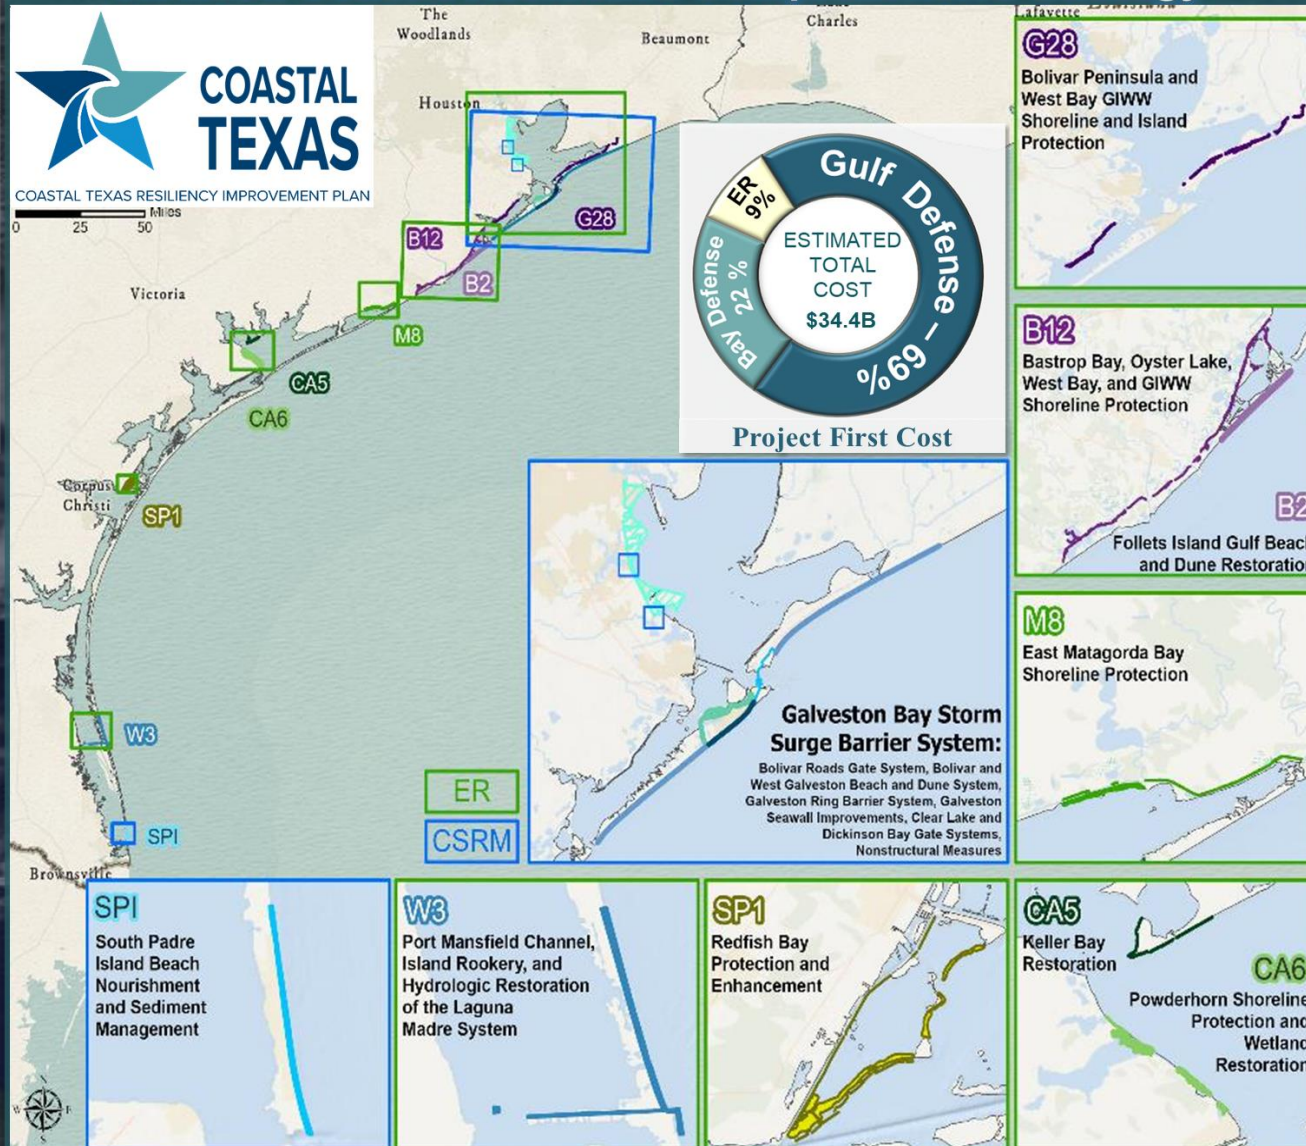 COASTAL
TEXAS
COASTAL TEXAS RESILIENCY IMPROVEMENT PLAN
Miles
0 25 50
The
Woodlands
Beaumont
Charles
Lafayette
Houston
Victoria
Corpus
Christi
Brownsville
G28
B12
B2
M8
CA5
CA6
SP1
W3
SPI
Gulf Defense – 69%
Bay Defense
22 %
ER
9%
ESTIMATED
TOTAL
COST
$34.4B
Project First Cost
ER
CSRM
Galveston Bay Storm
Surge Barrier System:
Bolivar Roads Gate System, Bolivar and
West Galveston Beach and Dune System,
Galveston Ring Barrier System, Galveston
Seawall Improvements, Clear Lake and
Dickinson Bay Gate Systems,
Nonstructural Measures
G28
Bolivar Peninsula and
West Bay GIWW
Shoreline and Island
Protection
B12
Bastrop Bay, Oyster Lake,
West Bay, and GIWW
Shoreline Protection
B2
Follets Island Gulf Beach
and Dune Restoration
M8
East Matagorda Bay
Shoreline Protection
SPI
South Padre
Island Beach
Nourishment
and Sediment
Management
W3
Port Mansfield Channel,
Island Rookery, and
Hydrologic Restoration
of the Laguna
Madre System
SP1
Redfish Bay
Protection and
Enhancement
CA5
Keller Bay
Restoration
CA6
Powderhorn Shoreline
Protection and
Wetland
Restoration
N
W E
S